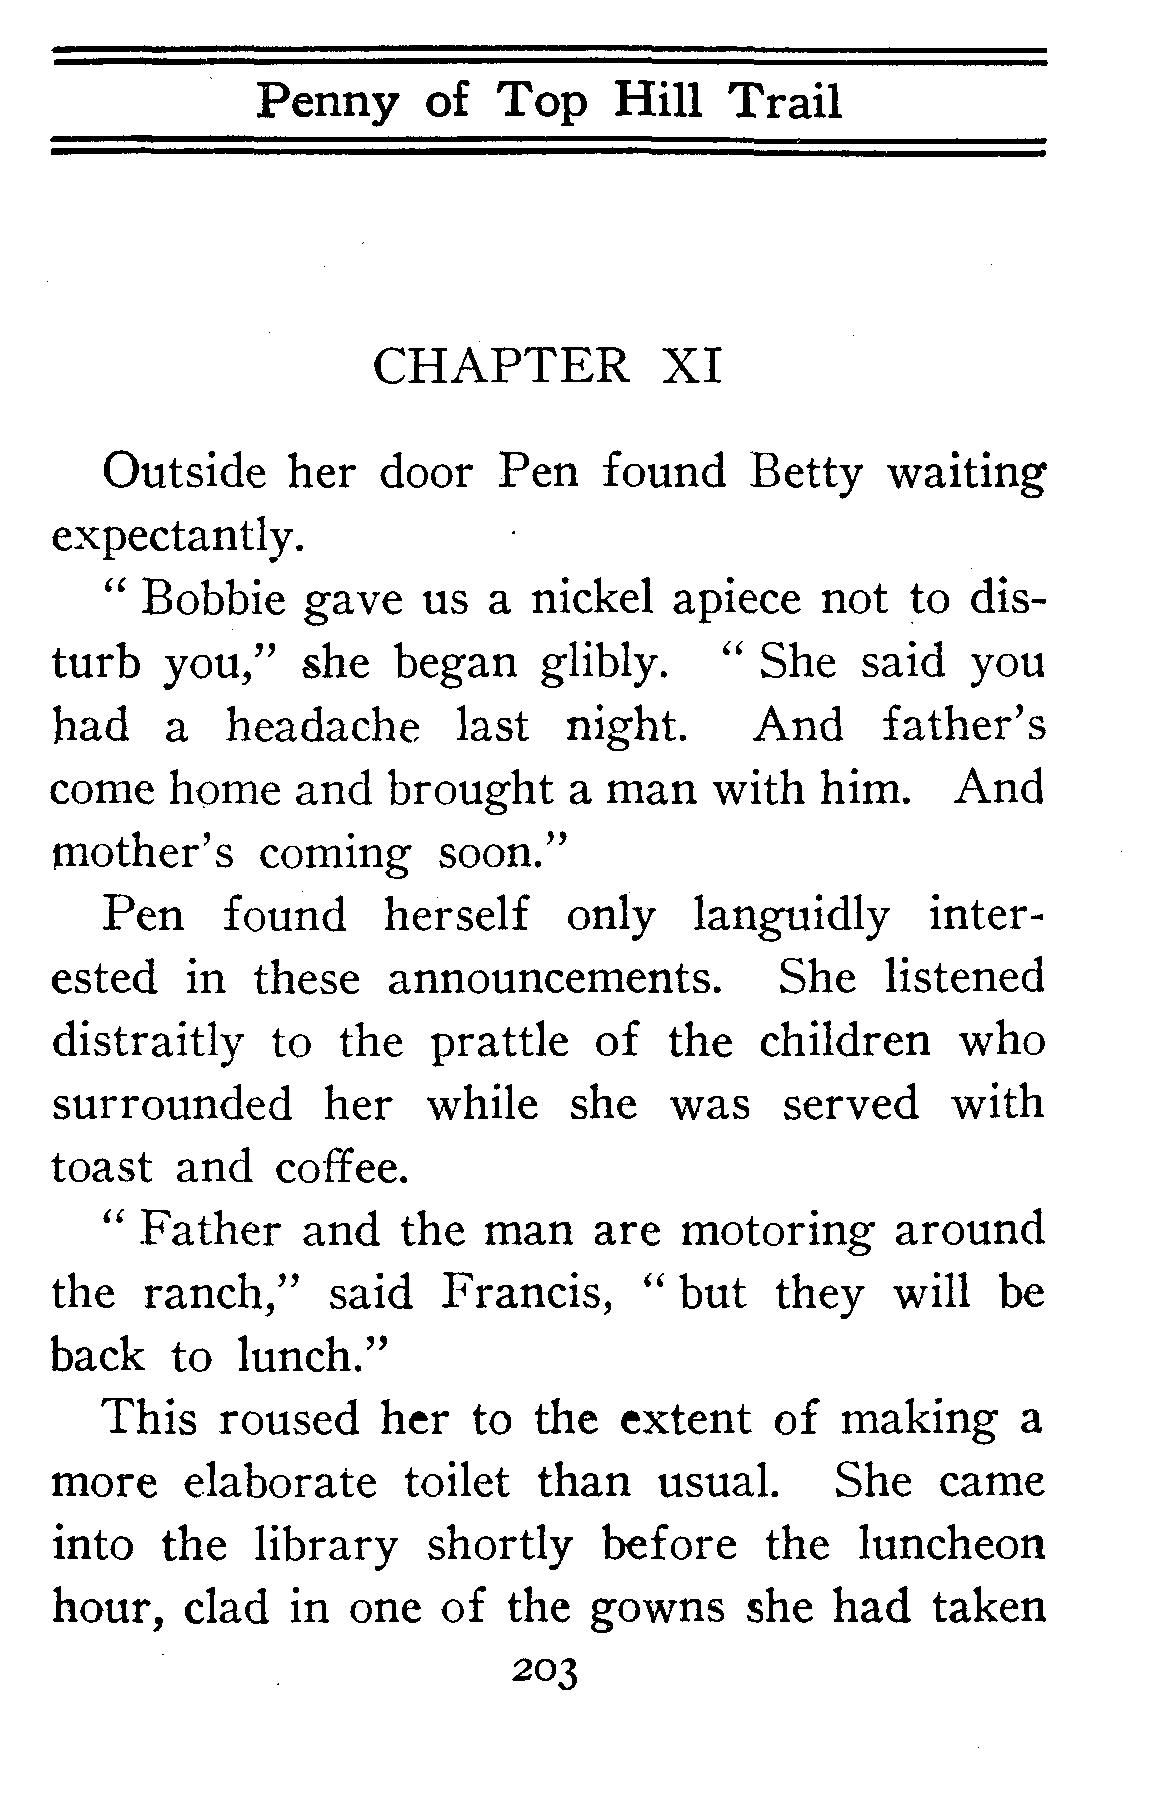 Penny of Top Hill Trail
CHAPTER XI
Outside her door Pen found Betty waiting
expectantly.
“ Bobbie gave us a nickel apiece not to dis-
turb you,” she began glibly. “ She said you
had a headache last night. And father’s
come home and brought a man with him. And
mother’s coming soon.”
Pen found herself only languidly inter-
ested in these announcements. She listened
distraitly to the prattle of the children who
surrounded her while she was served with
toast and coffee.
“ Father and the man are motoring around
the ranch,” said Francis, “ but they will be
back to lunch.”
This roused her to the extent of making a
more elaborate toilet than usual. She came
into the library shortly before the luncheon
hour, clad in one of the gowns she had taken
203